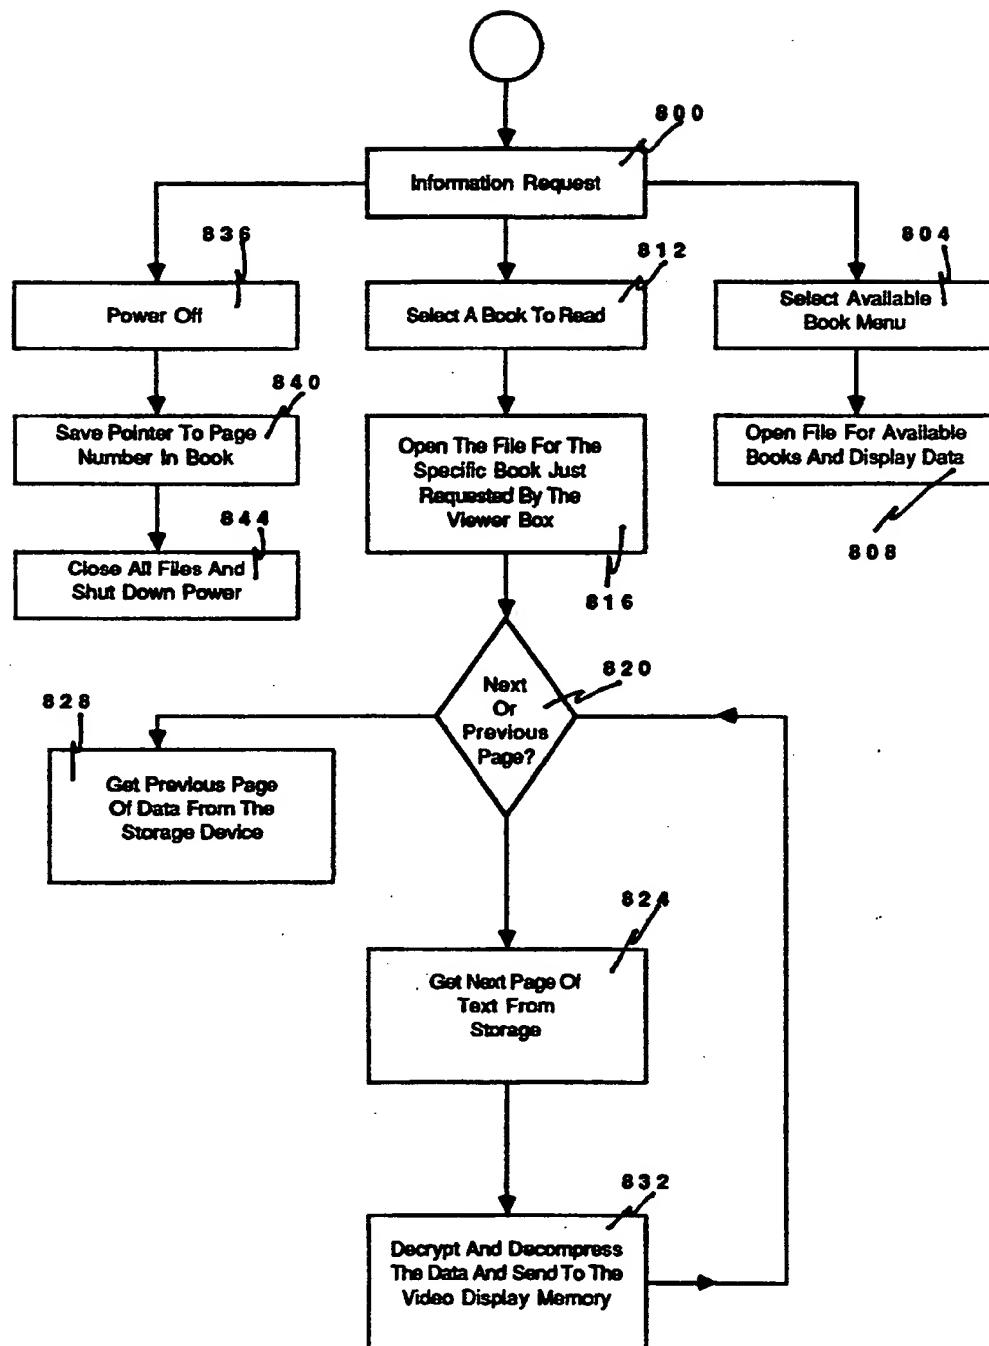 800
Information Request
836
812
804
Power Off
Select A Book To Read
Select Available
Book Menu
840
Save Pointer To Page
Number In Book
Open The File For The
Specific Book Just
Requested By The
Viewer Box
Open File For Available
Books And Display Data
844
808
Close All Files And
Shut Down Power
816
820
Next
Or
Previous
Page?
828
Get Previous Page
Of Data From The
Storage Device
824
Get Next Page Of
Text From
Storage
832
Decrypt And Decompress
The Data And Send To The
Video Display Memory